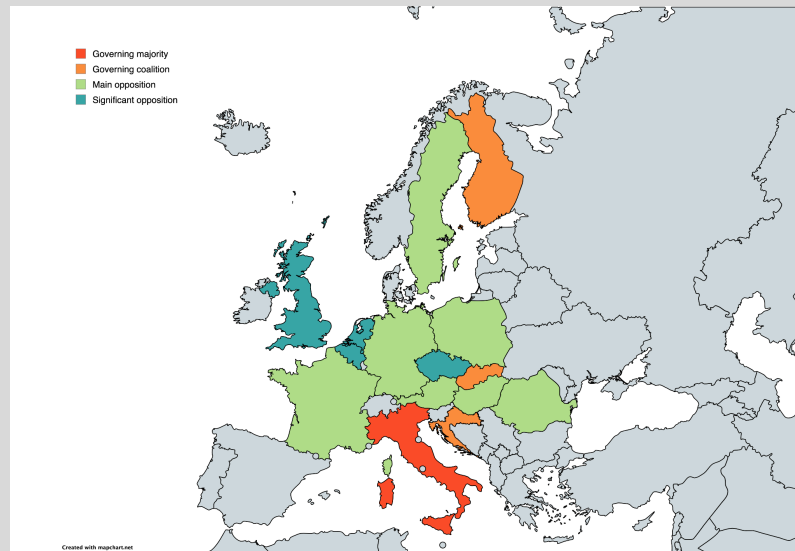 Governing majority
Governing coalition
Main opposition
Significant opposition
Created with mapchart.net